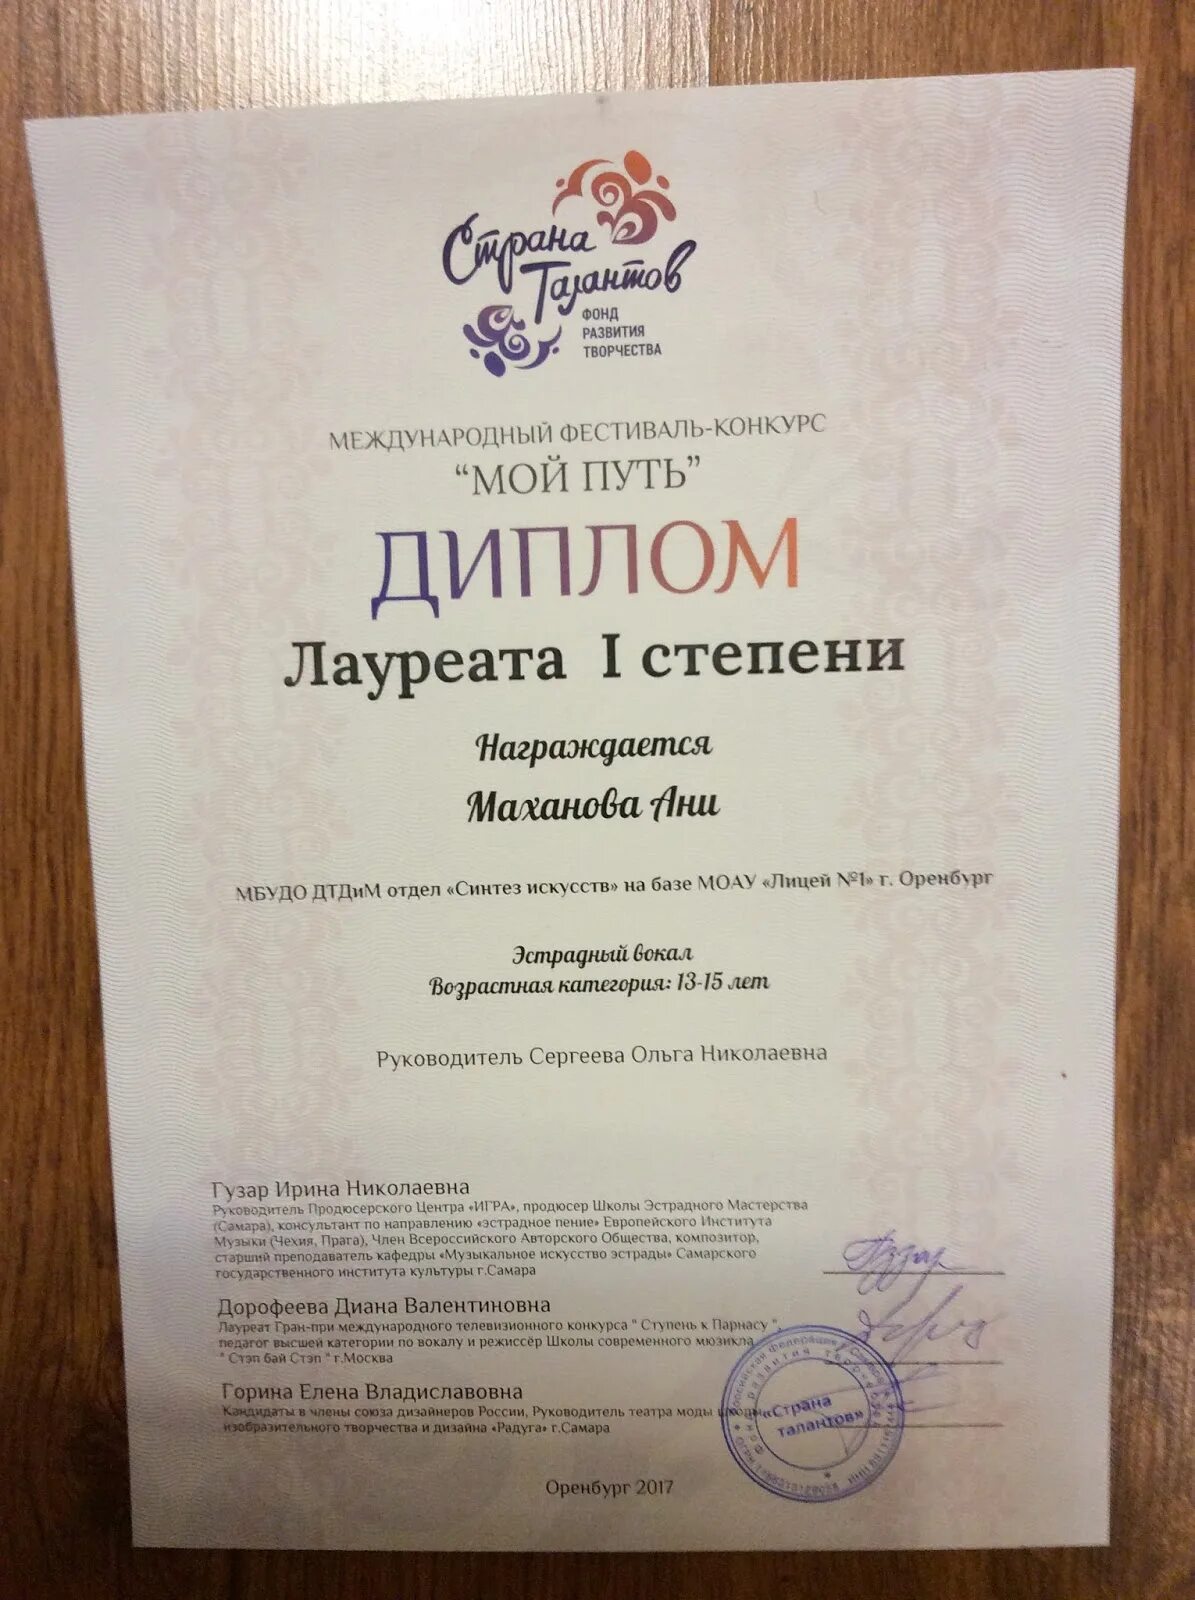 Страна
Талантов
ФОНД
РАЗВИТИЯ
ТВОРЧЕСТВА
МЕЖДУНАРОДНЫЙ ФЕСТИВАЛЬ-КОНКУРС
“МОЙ ПУТЬ”
ДИПЛОМ
Лауреата I степени
Награждается
Маханова Ани
МБУДО ДТДиМ отдел «Синтез искусств» на базе МОАУ «Лицей №1» г. Оренбург
Эстрадный вокал
Возрастная категория: 13-15 лет
Руководитель Сергеева Ольга Николаевна
Гузар Ирина Николаевна
Руководитель Продюсерского Центра «ИГРА», продюсер Школы Эстрадного Мастерства
(Самара), консультант по направлению «эстрадное пение» Европейского Института
Музыки (Чехия, Прага), Член Всероссийского Авторского Общества, композитор,
старший преподаватель кафедры «Музыкальное искусство эстрады» Самарского
государственного института культуры г.Самара
Гузар
Дорофеева Диана Валентиновна
Лауреат Гран-при международного телевизионного конкурса " Ступень к Парнасу ",
педагог высшей категории по вокалу и режиссёр Школы современного мюзикла
" Стэп бай Стэп " г.Москва
Горина Елена Владиславовна
Кандидаты в члены союза дизайнеров России, Руководитель театра моды школы
изобразительного творчества и дизайна «Радуга» г.Самара
«Страна
талантов»
Оренбург 2017